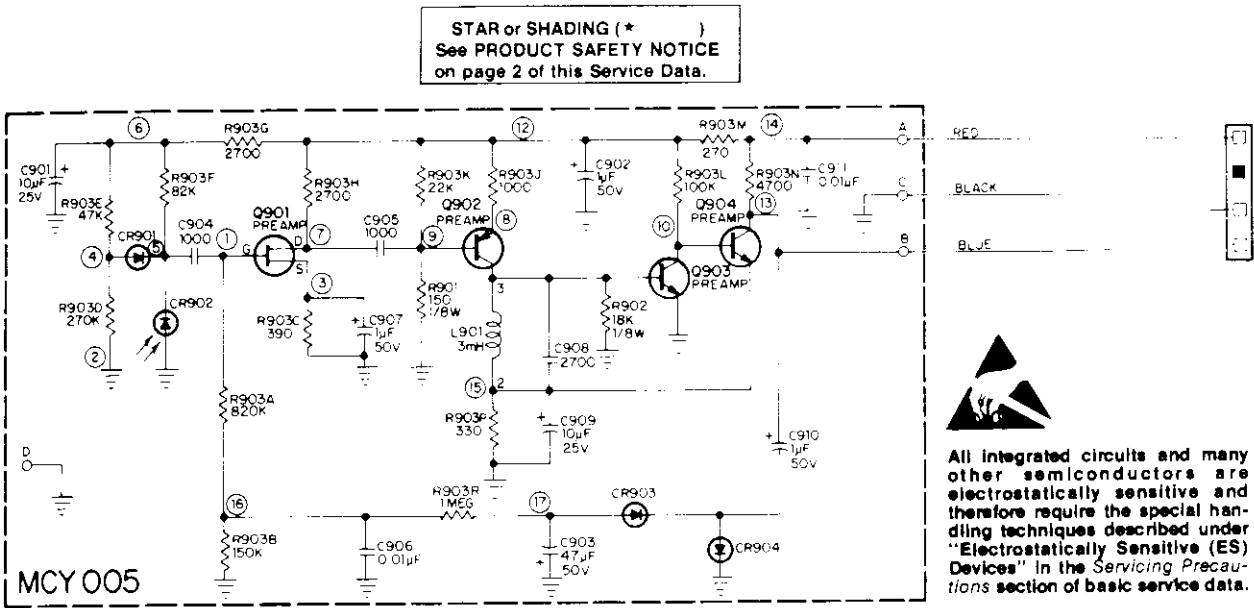 STAR or SHADING ( ★ )
See PRODUCT SAFETY NOTICE
on page 2 of this Service Data.
6
R903G
2700
12
R903M
270
14
A
RED
C901
10µF
25V
+
R903F
82K
R903H
2700
R903K
22K
R903J
1000
+
C902
1µF
50V
R903L
100K
R903N
4700
C911
0.01µF
C
BLACK
R903E
47K
C904
1000
Q901
PREAMP
C905
1000
Q902
PREAMP
8
Q904
PREAMP
13
CR901
5
1
G
D
S
7
9
10
B
BLUE
4
3
3
Q903
PREAMP
R903D
270K
CR902
R903C
390
+
C907
1µF
50V
R901
150
1/8W
L901
3mH
R902
18K
1/8W
C908
2700
2
15
2
R903A
820K
R903P
330
+
C909
10µF
25V
+
C910
1µF
50V
D
R903R
1 MEG
CR903
16
17
R903B
150K
C906
0.01µF
C903
47µF
50V
+
CR904
MCY 005
All integrated circuits and many
other semiconductors are
electrostatically sensitive and
therefore require the special han-
dling techniques described under
"Electrostatically Sensitive (ES)
Devices" in the Servicing Precau-
tions section of basic service data.